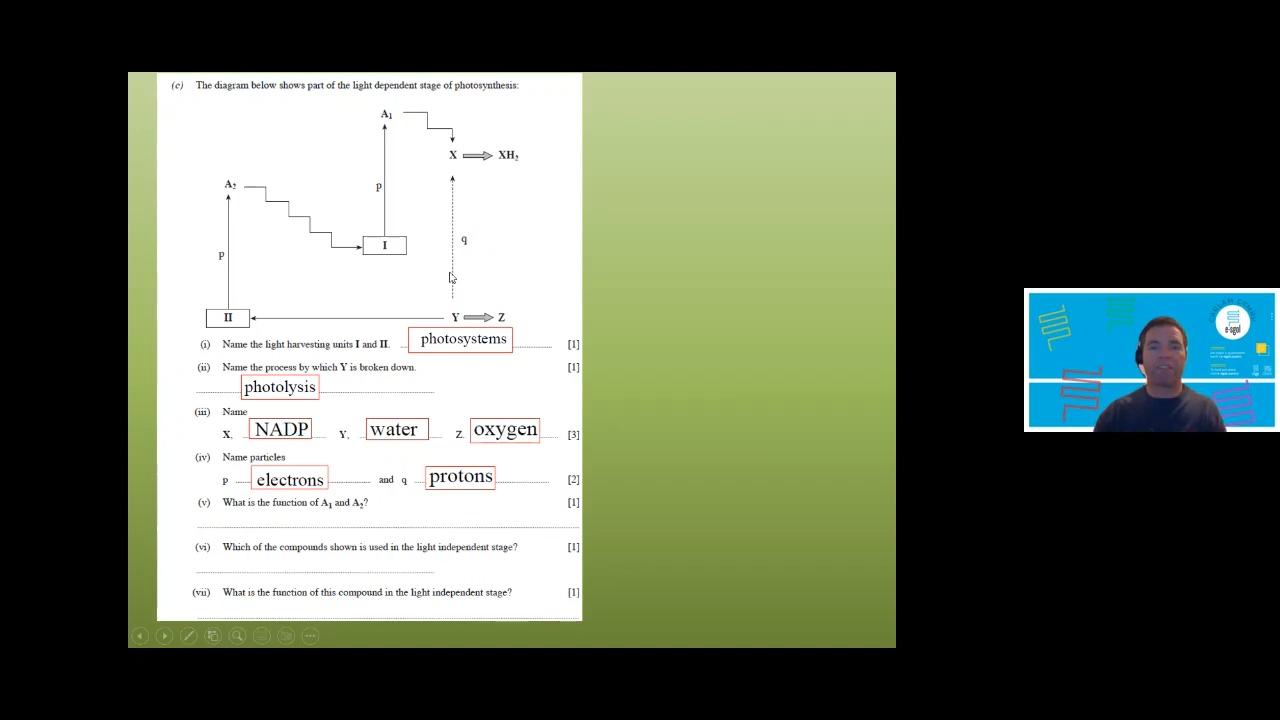 (c) The diagram below shows part of the light dependent stage of photosynthesis:
A1
X XH2
A2
p
I
q
p
II
Y Z
(i) Name the light harvesting units I and II. photosystems [1]
(ii) Name the process by which Y is broken down. [1]
photolysis
(iii) Name
X, NADP Y, water Z, oxygen [3]
(iv) Name particles
p electrons and q protons [2]
(v) What is the function of A1 and A2? [1]
(vi) Which of the compounds shown is used in the light independent stage? [1]
(vii) What is the function of this compound in the light independent stage? [1]
e-sgol